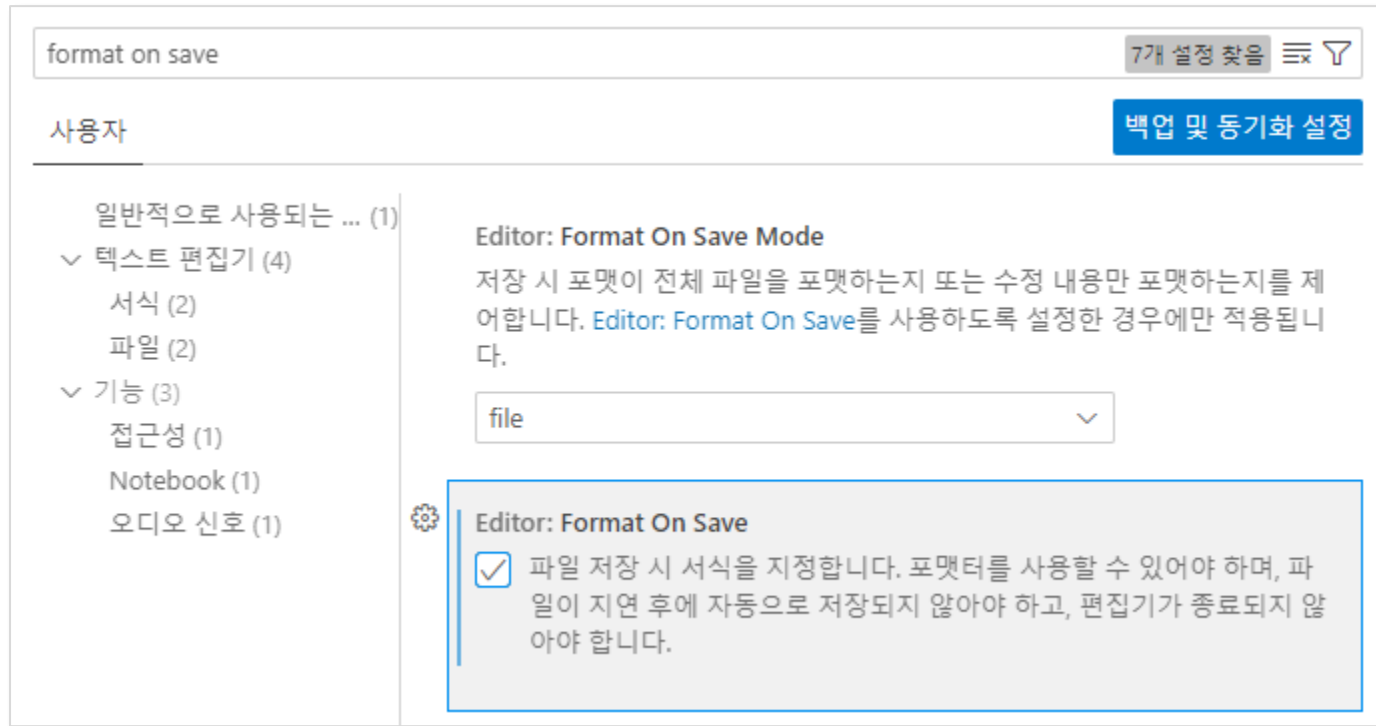 format on save
7개 설정 찾음
사용자
백업 및 동기화 설정
일반적으로 사용되는 ... (1)
텍스트 편집기 (4)
서식 (2)
파일 (2)
기능 (3)
접근성 (1)
Notebook (1)
오디오 신호 (1)
Editor: Format On Save Mode
저장 시 포맷이 전체 파일을 포맷하는지 또는 수정 내용만 포맷하는지를 제
어합니다. Editor: Format On Save를 사용하도록 설정한 경우에만 적용됩니
다.
file
Editor: Format On Save
파일 저장 시 서식을 지정합니다. 포맷터를 사용할 수 있어야 하며, 파
일이 지연 후에 자동으로 저장되지 않아야 하고, 편집기가 종료되지 않
아야 합니다.